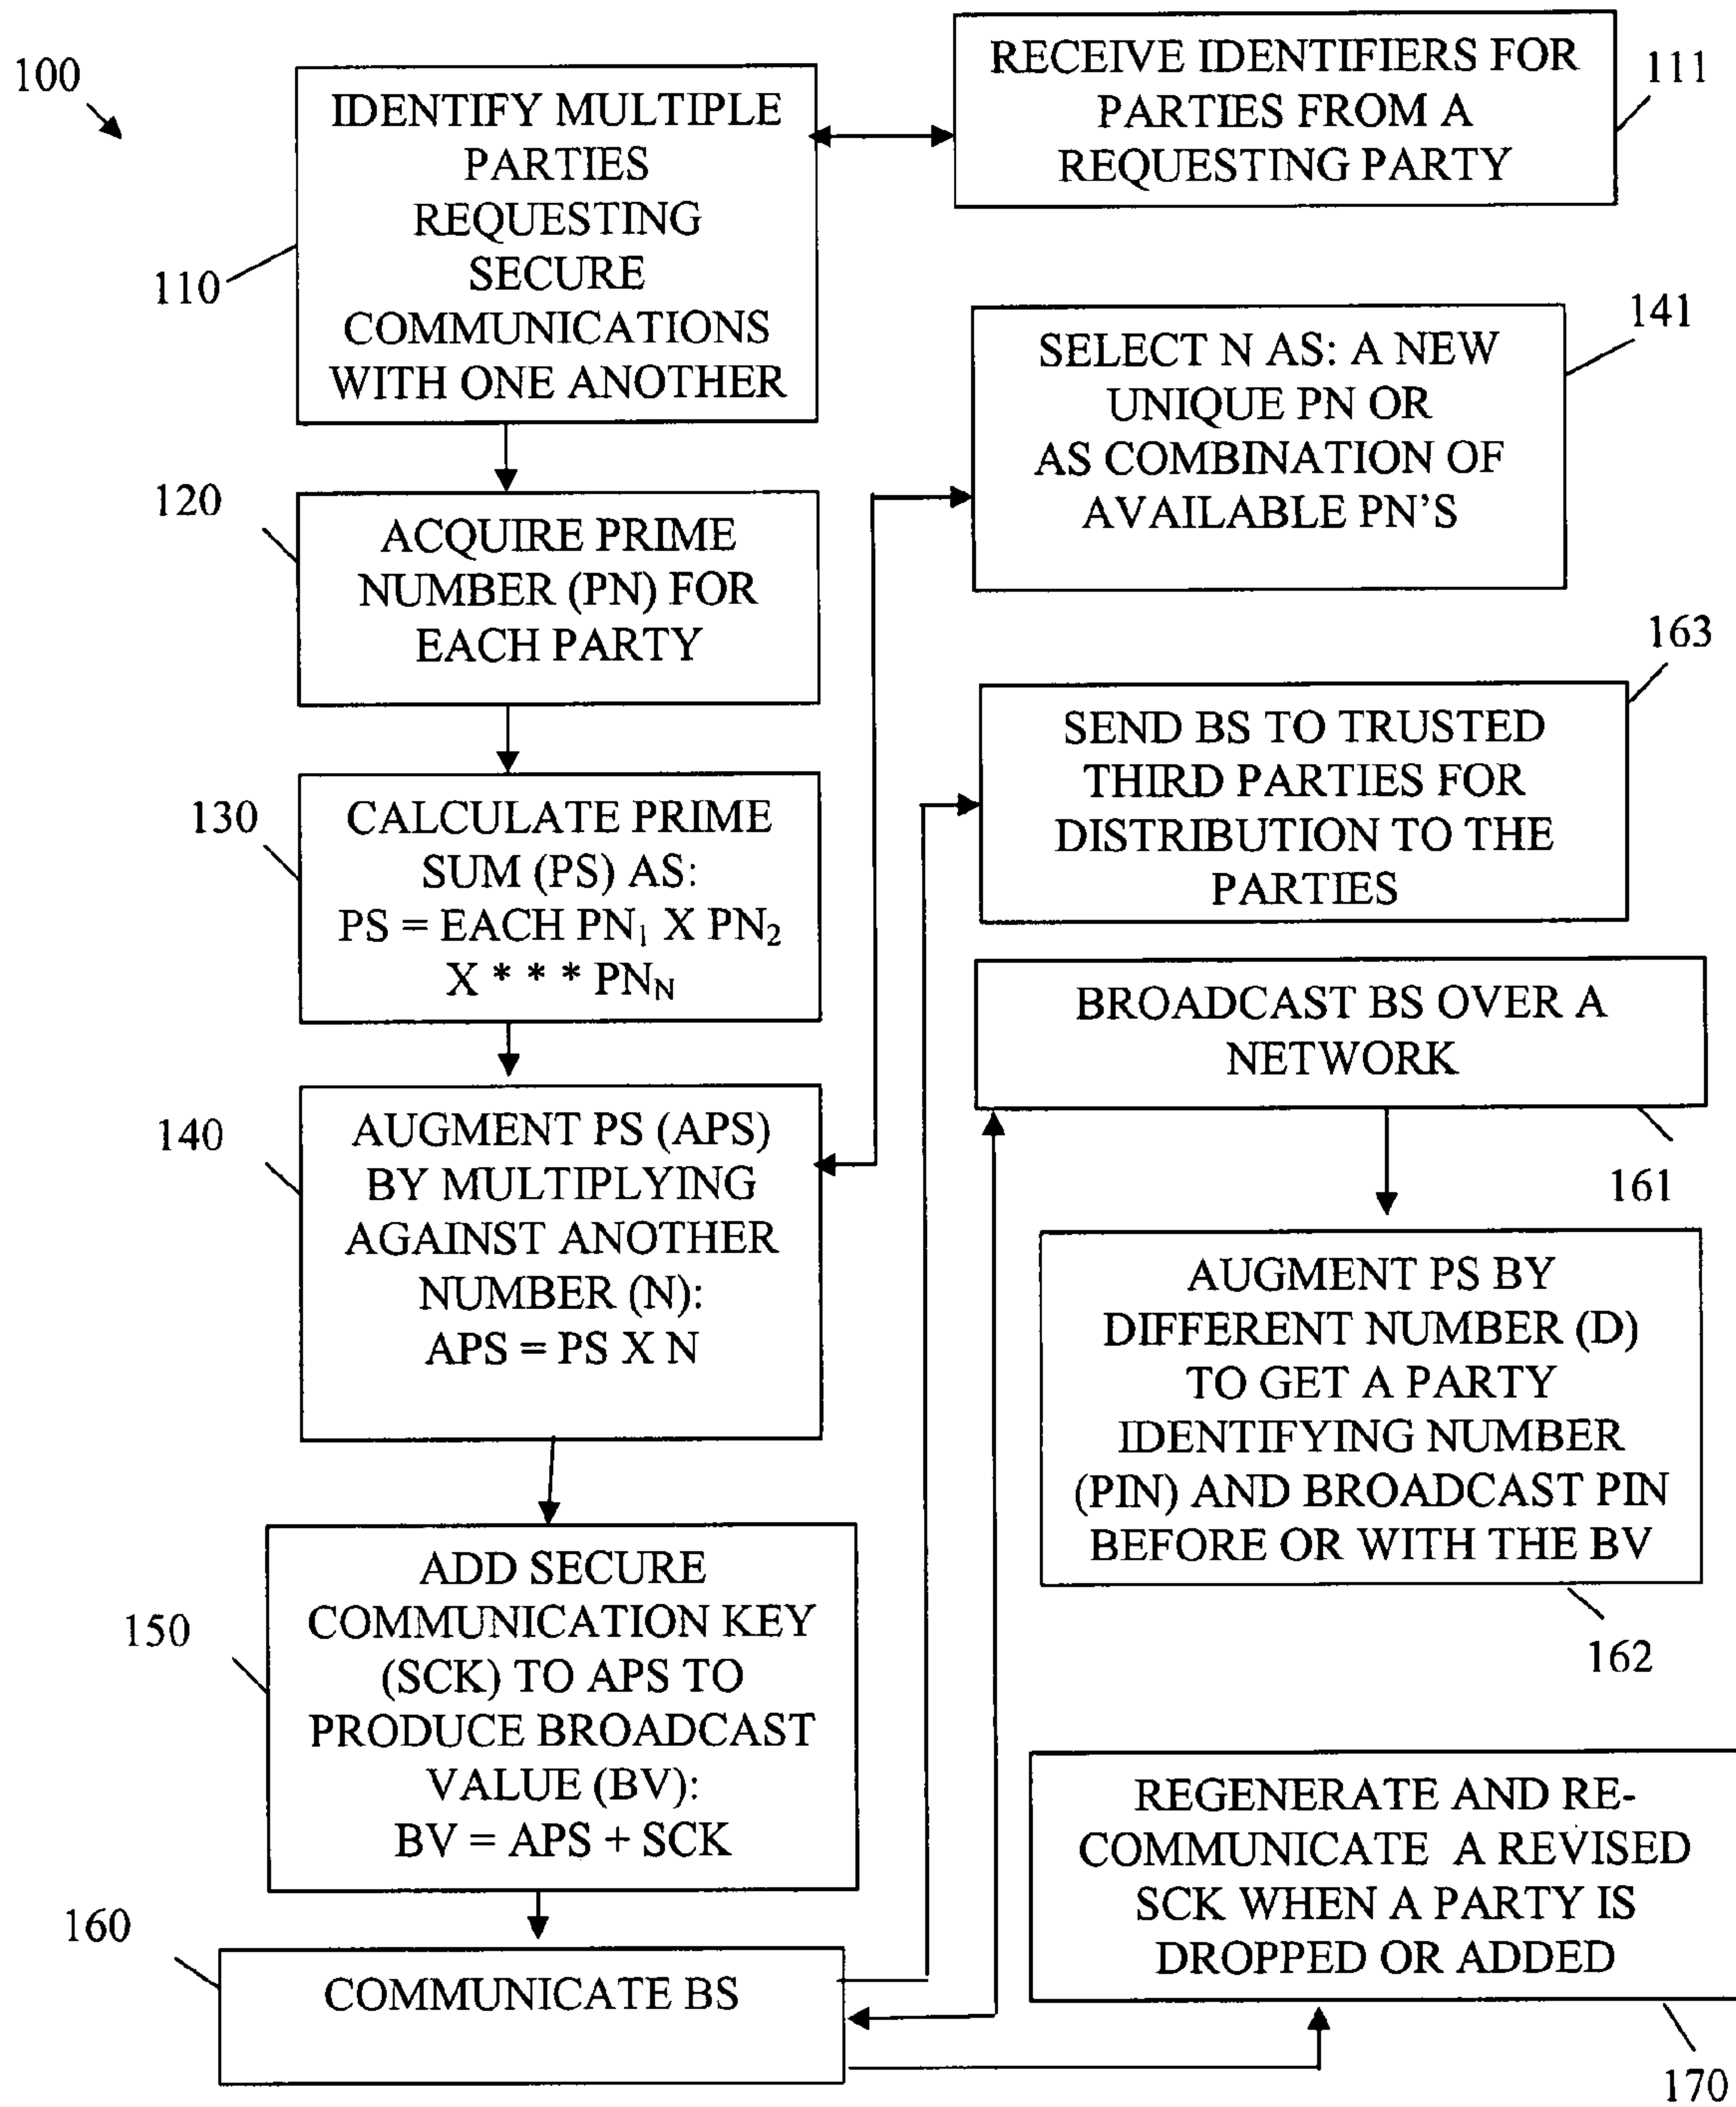 100
IDENTIFY MULTIPLE
PARTIES
REQUESTING
SECURE
COMMUNICATIONS
WITH ONE ANOTHER
110
RECEIVE IDENTIFIERS FOR
PARTIES FROM A
REQUESTING PARTY
111
120
ACQUIRE PRIME
NUMBER (PN) FOR
EACH PARTY
SELECT N AS: A NEW
UNIQUE PN OR
AS COMBINATION OF
AVAILABLE PN'S
141
130
CALCULATE PRIME
SUM (PS) AS:
PS = EACH PN₁ X PN₂
X * * * PN_N
163
SEND BS TO TRUSTED
THIRD PARTIES FOR
DISTRIBUTION TO THE
PARTIES
140
AUGMENT PS (APS)
BY MULTIPLYING
AGAINST ANOTHER
NUMBER (N):
APS = PS X N
BROADCAST BS OVER A
NETWORK
161
AUGMENT PS BY
DIFFERENT NUMBER (D)
TO GET A PARTY
IDENTIFYING NUMBER
(PIN) AND BROADCAST PIN
BEFORE OR WITH THE BV
162
150
ADD SECURE
COMMUNICATION KEY
(SCK) TO APS TO
PRODUCE BROADCAST
VALUE (BV):
BV = APS + SCK
160
COMMUNICATE BS
REGENERATE AND RE-
COMMUNICATE A REVISED
SCK WHEN A PARTY IS
DROPPED OR ADDED
170